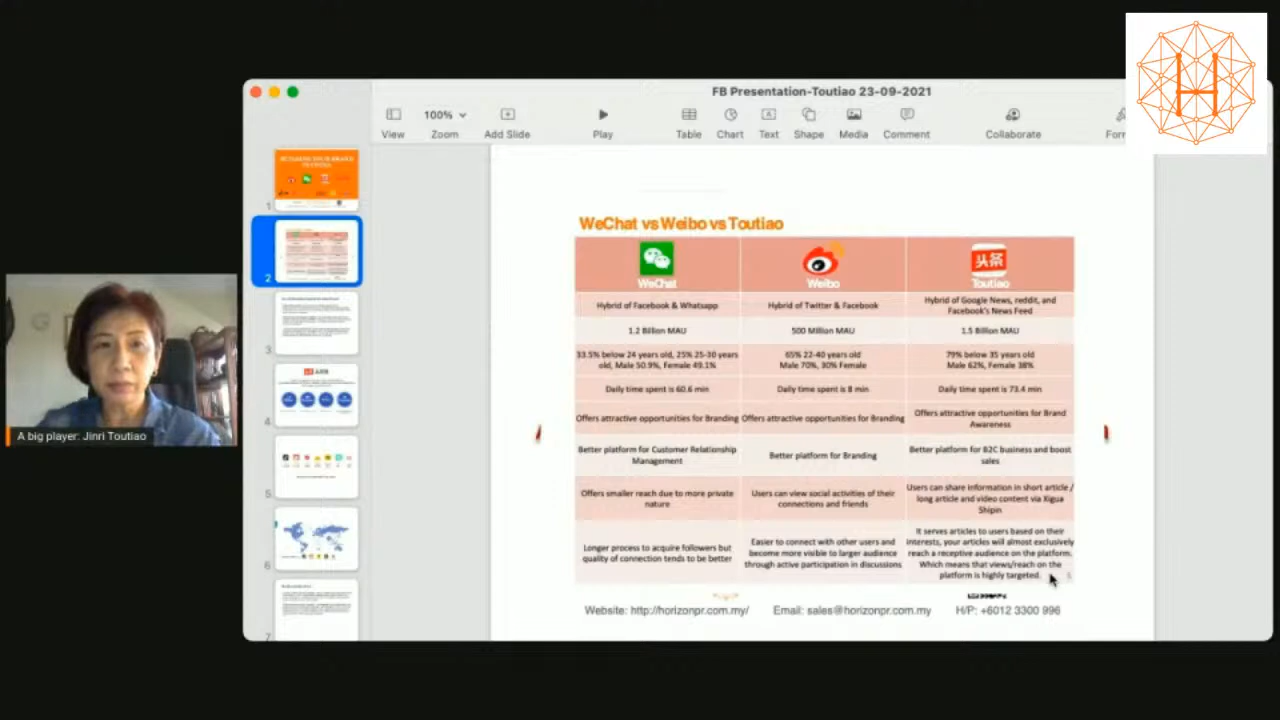 FB Presentation-Toutiao 23-09-2021
100%
View
Zoom
Add Slide
Play
Table
Chart
Text
Shape
Media
Comment
Collaborate
H
1
2
3
4
5
6
7
A big player: Jinri Toutiao
WeChat vs Weibo vs Toutiao
头条
WeChat
Weibo
Toutiao
Hybrid of Facebook & Whatsapp
Hybrid of Twitter & Facebook
Hybrid of Google News, reddit, and
Facebook's News Feed
1.2 Billion MAU
500 Million MAU
1.5 Billion MAU
33.5% below 24 years old, 25% 25-30 years
old, Male 50.9%, Female 49.1%
65% 22-40 years old
Male 70%, 30% Female
79% below 35 years old
Male 62%, Female 38%
Daily time spent is 60.6 min
Daily time spent is 8 min
Daily time spent is 73.4 min
Offers attractive opportunities for Branding
Offers attractive opportunities for Branding
Offers attractive opportunities for Brand
Awareness
Better platform for Customer Relationship
Management
Better platform for Branding
Better platform for B2C business and boost
sales
Offers smaller reach due to more private
nature
Users can view social activities of their
connections and friends
Users can share information in short article /
long article and video content via Xigua
Shipin
Longer process to acquire followers but
quality of connection tends to be better
Easier to connect with other users and
become more visible to larger audience
through active participation in discussions
It serves articles to users based on their
interests, your articles will almost exclusively
reach a receptive audience on the platform.
Which means that views/reach on the
platform is highly targeted.
Website: http://horizonpr.com.my/
Email: sales@horizonpr.com.my
H/P: +6012 3300 996